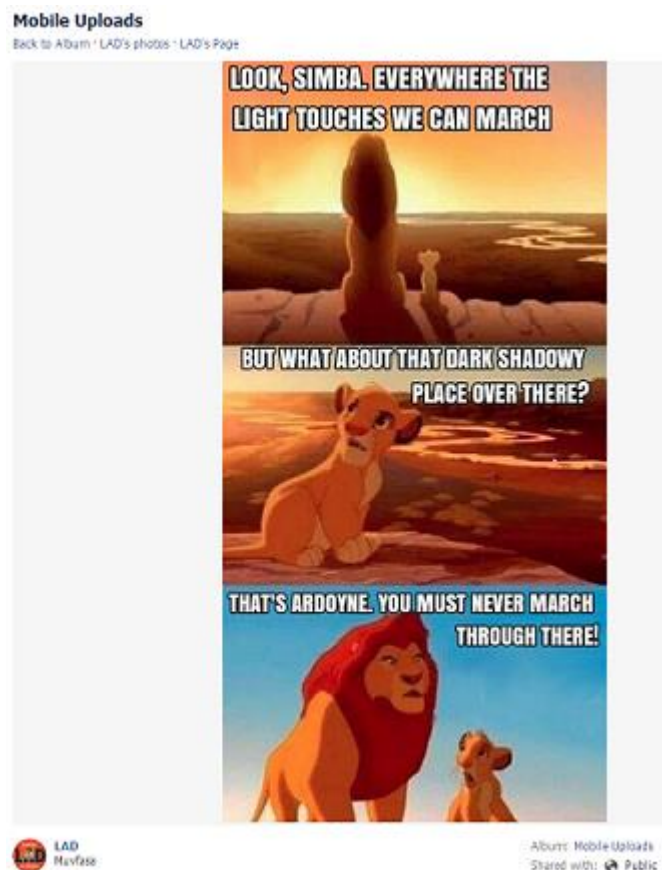 Mobile Uploads
Back to Album · LAD's photos · LAD's Page
LOOK, SIMBA. EVERYWHERE THE
LIGHT TOUCHES WE CAN MARCH
BUT WHAT ABOUT THAT DARK SHADOWY
PLACE OVER THERE?
THAT'S ARDOYNE. YOU MUST NEVER MARCH
THROUGH THERE!
LAD
LAD
Muvfasa
Album: Mobile Uploads
Shared with: Public